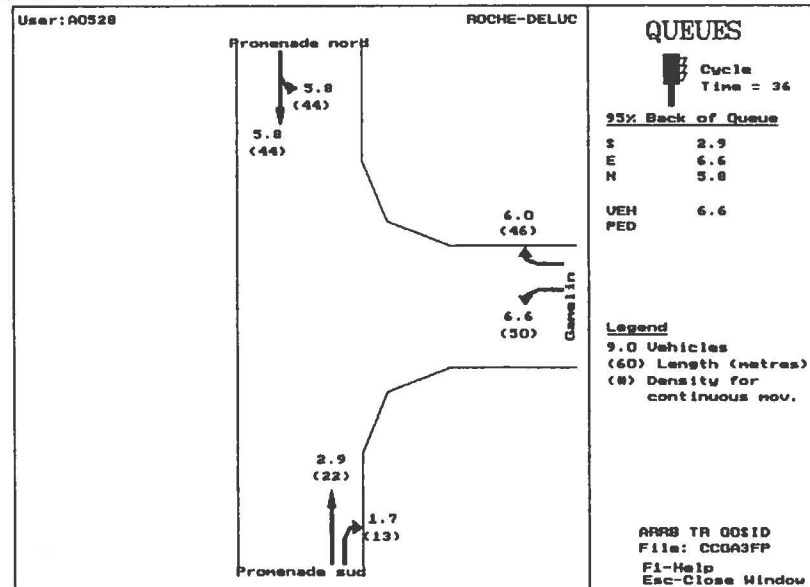 User:A0528
ROCHE-DELUC
Promenade nord
5.8
(44)
5.8
(44)
6.0
(46)
Gamelin
6.6
(50)
2.9
(22)
1.7
(13)
Promenade sud
QUEUES
Cycle
Time = 36
95% Back of Queue
S 2.9
E 6.6
N 5.8
VEH 6.6
PED
Legend
9.0 Vehicles
(60) Length (metres)
(#) Density for
continuous mov.
ARRB TR OOSID
File: CCGA3FP
F1-Help
Esc-Close Window